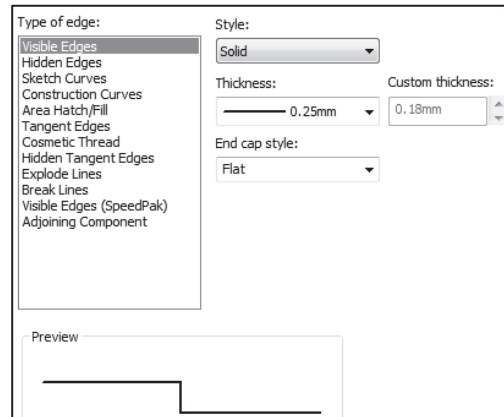 Type of edge:
Visible Edges
Hidden Edges
Sketch Curves
Construction Curves
Area Hatch/Fill
Tangent Edges
Cosmetic Thread
Hidden Tangent Edges
Explode Lines
Break Lines
Visible Edges (SpeedPak)
Adjoining Component
Style:
Solid
Thickness:
0.25mm
Custom thickness:
0.18mm
End cap style:
Flat
Preview